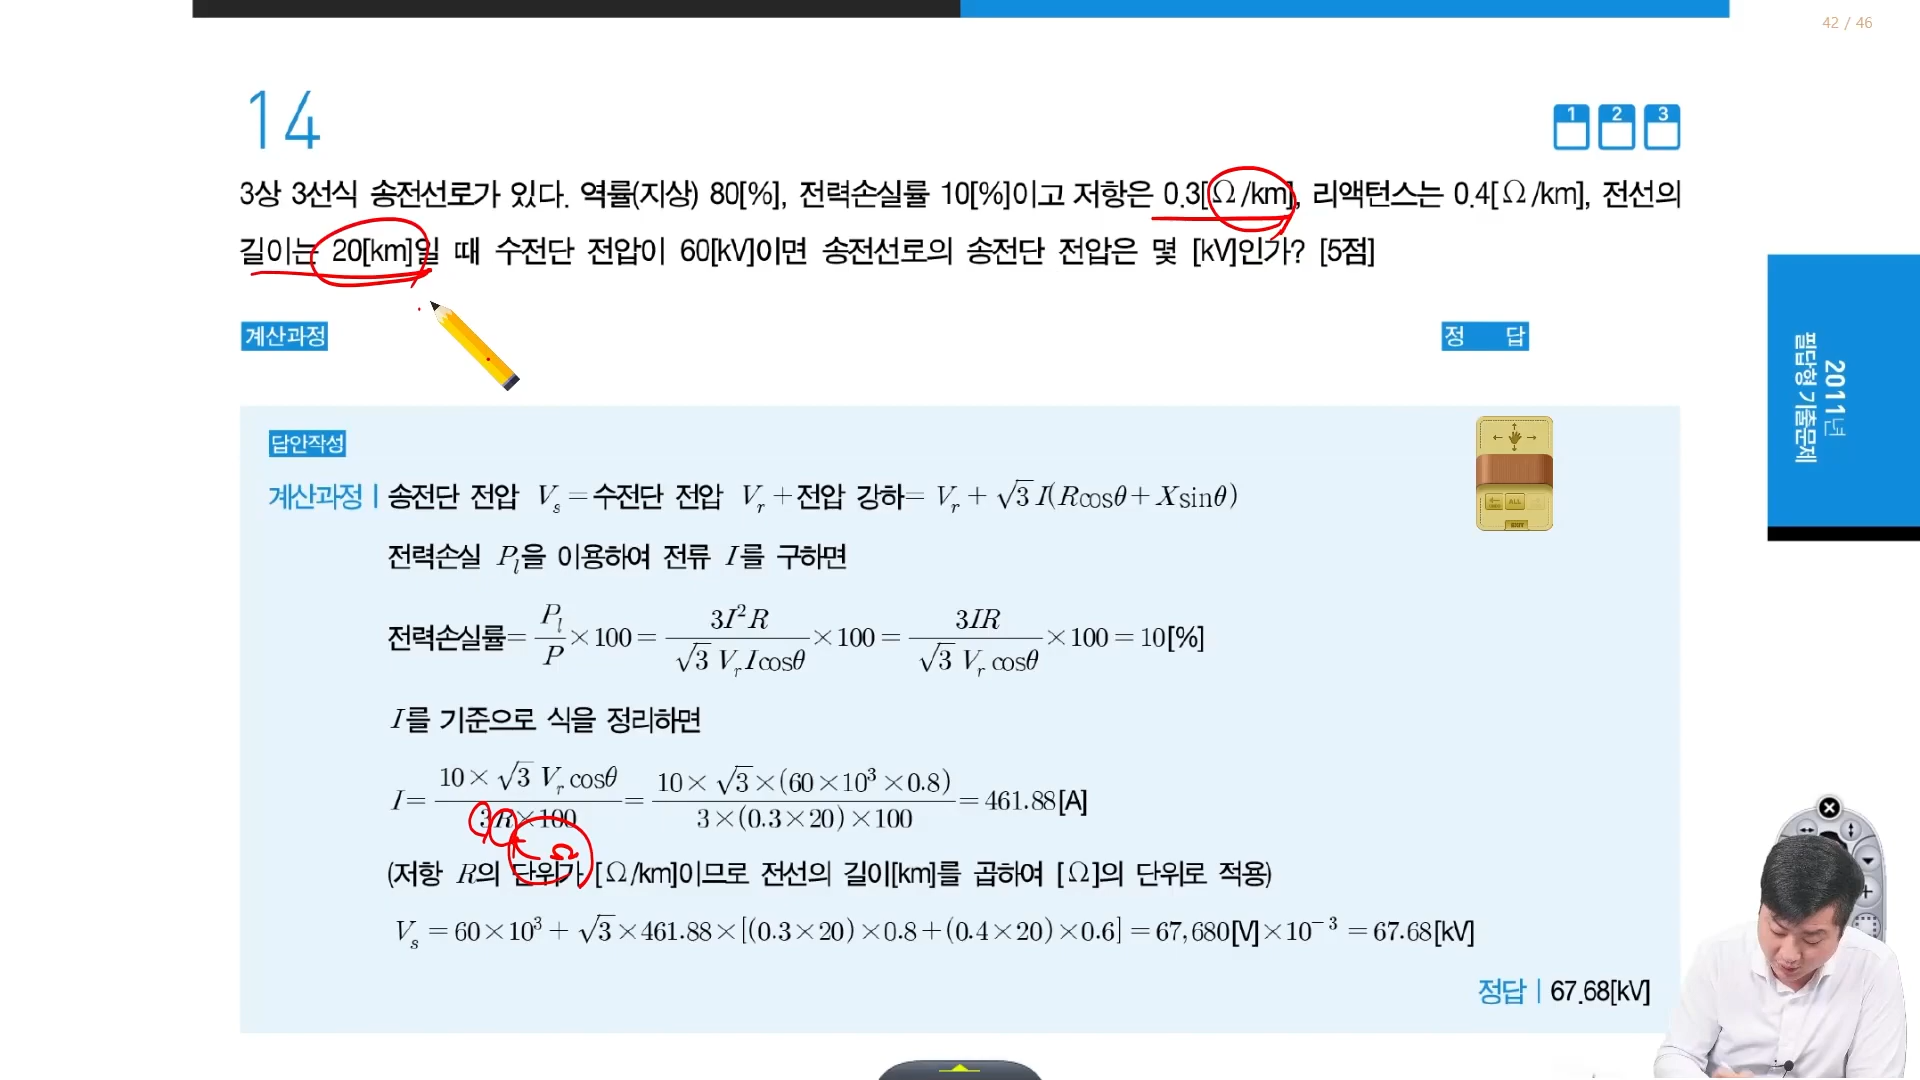 42 / 46
14
1 2 3
3상 3선식 송전선로가 있다. 역률(지상) 80[%], 전력손실률 10[%]이고 저항은 0.3[Ω/km], 리액턴스는 0.4[Ω/km], 전선의
길이는 20[km]일 때 수전단 전압이 60[kV]이면 송전선로의 송전단 전압은 몇 [kV]인가? [5점]
계산과정
정 답
2011년
필답형 기출문제
답안작성
계산과정 | 송전단 전압 Vs = 수전단 전압 Vr + 전압 강하 = Vr + √3 I(Rcosθ + Xsinθ)
전력손실 Pl을 이용하여 전류 I를 구하면
전력손실률 = Pl/P × 100 = 3I²R/(√3 VrIcosθ) × 100 = 3IR/(√3 Vr cosθ) × 100 = 10[%]
I를 기준으로 식을 정리하면
I = (10 × √3 Vr cosθ)/(3R × 100) = (10 × √3 × (60 × 10³ × 0.8))/(3 × (0.3 × 20) × 100) = 461.88[A]
Ω
(저항 R의 단위가 [Ω/km]이므로 전선의 길이[km]를 곱하여 [Ω]의 단위로 적용)
Vs = 60 × 10³ + √3 × 461.88 × [(0.3 × 20) × 0.8 + (0.4 × 20) × 0.6] = 67,680[V] × 10⁻³ = 67.68[kV]
정답 | 67.68[kV]
ALL
EXIT